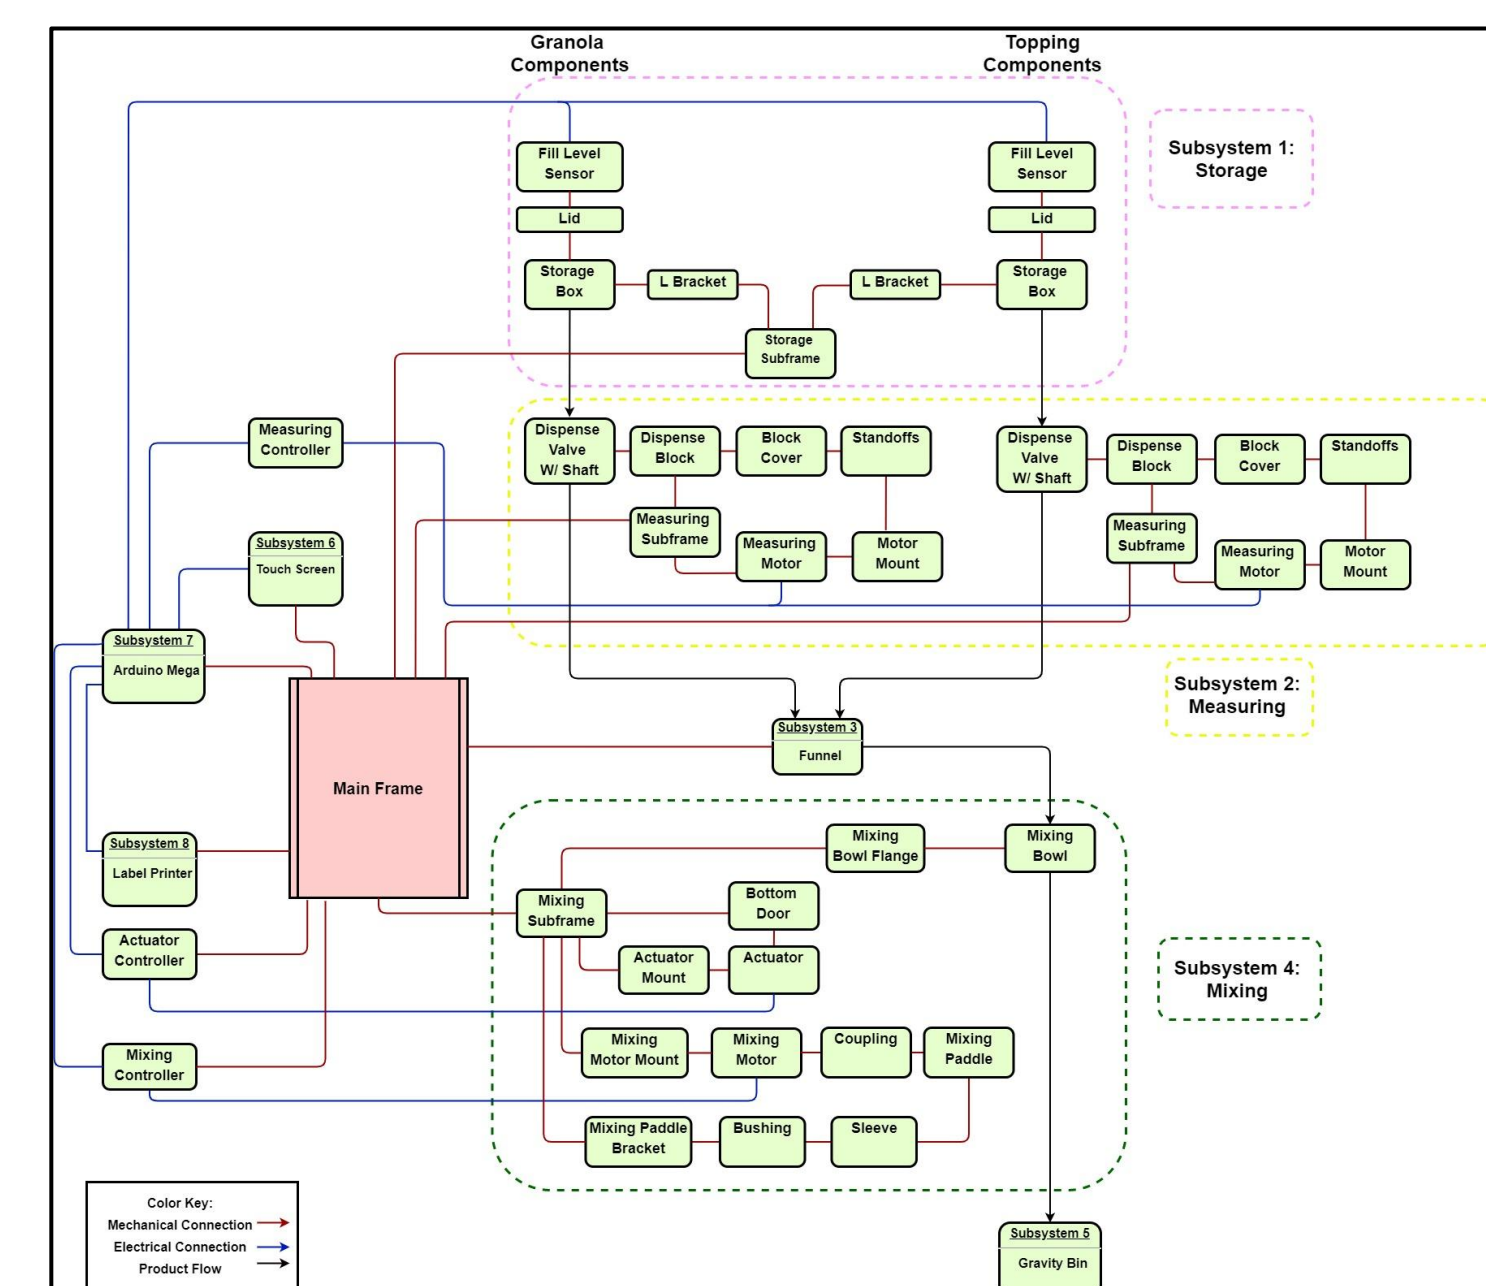 Granola
Components
Topping
Components
Fill Level
Sensor
Fill Level
Sensor
Subsystem 1:
Storage
Lid
Lid
Storage
Box
L Bracket
L Bracket
Storage
Box
Storage
Subframe
Measuring
Controller
Dispense
Valve
W/ Shaft
Dispense
Block
Block
Cover
Standoffs
Dispense
Valve
W/ Shaft
Dispense
Block
Block
Cover
Standoffs
Measuring
Subframe
Measuring
Motor
Motor
Mount
Measuring
Subframe
Measuring
Motor
Motor
Mount
Subsystem 6
Touch Screen
Subsystem 7
Arduino Mega
Subsystem 2:
Measuring
Subsystem 3
Funnel
Main Frame
Subsystem 8
Label Printer
Mixing
Bowl Flange
Mixing
Bowl
Mixing
Subframe
Bottom
Door
Actuator
Controller
Actuator
Mount
Actuator
Subsystem 4:
Mixing
Mixing
Controller
Mixing
Motor Mount
Mixing
Motor
Coupling
Mixing
Paddle
Mixing Paddle
Bracket
Bushing
Sleeve
Color Key:
Mechanical Connection
Electrical Connection
Product Flow
Subsystem 5
Gravity Bin